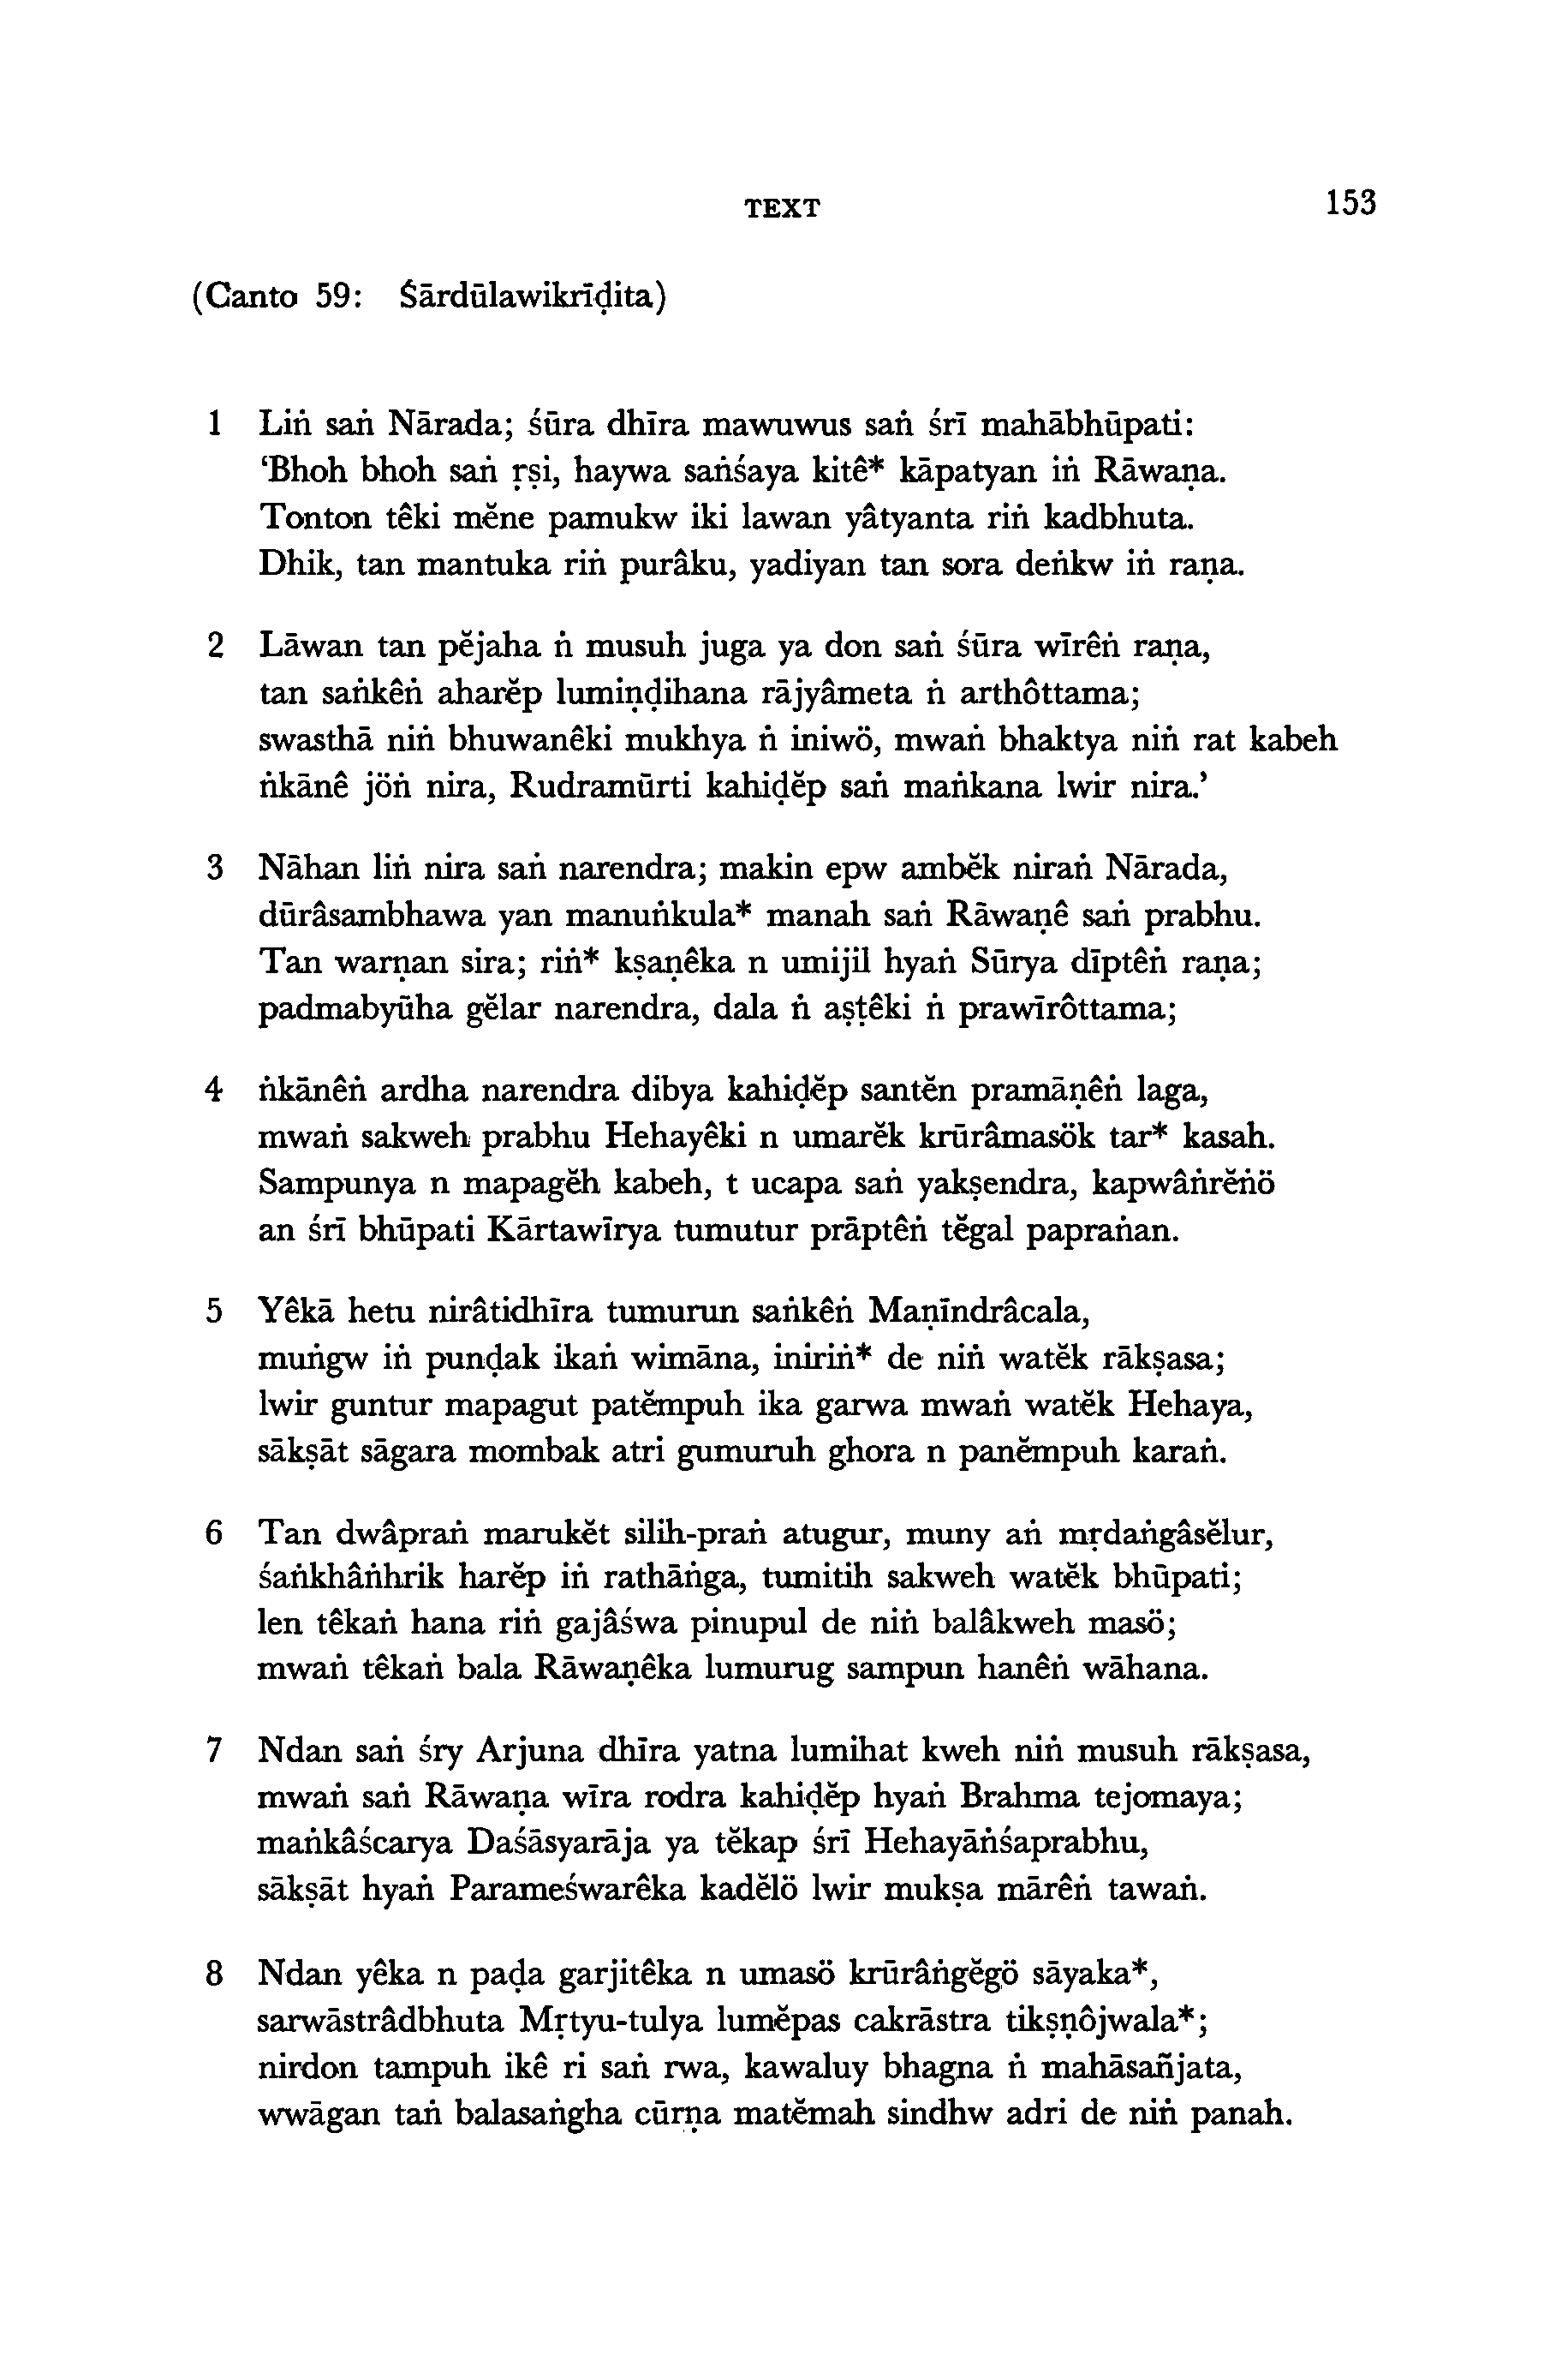 TEXT 153
(Canto 59: Śārdūlawikrīḍita)
1 Liṅ saṅ Nārada; śūra dhīra mawuwus saṅ śrī mahābhūpati:
‘Bhoh bhoh saṅ ṛṣi, haywa saṅśaya kitê* kāpatyan iṅ Rāwaṇa.
Tonton têki mĕne pamukw iki lawan yâtyanta riṅ kadbhuta.
Dhik, tan mantuka riṅ purâku, yadiyan tan sora deṅkw iṅ raṇa.
2 Lāwan tan pĕjaha ṅ musuh juga ya don saṅ śūra wīrêṅ raṇa,
tan saṅkêṅ aharĕp lumiṇḍihana rājyâmeta ṅ arthôttama;
swasthā niṅ bhuwanêki mukhya ṅ iniwö, mwaṅ bhaktya niṅ rat kabeh
ṅkānê jöṅ nira, Rudramūrti kahiḍĕp saṅ maṅkana lwir nira.’
3 Nāhan liṅ nira saṅ narendra; makin epw ambĕk niraṅ Nārada,
dūrâsambhawa yan manuṅkula* manah saṅ Rāwaṇê saṅ prabhu.
Tan warṇan sira; riṅ* kṣaṇêka n umijil hyaṅ Sūrya dīptêṅ raṇa;
padmabyūha gĕlar narendra, dala ṅ aṣṭêki ṅ prawīrôttama;
4 ṅkānêṅ ardha narendra dibya kahiḍĕp santĕn pramāṇêṅ laga,
mwaṅ sakweh prabhu Hehayêki n umarĕk krūrâmasök tar* kasah.
Sampunya n mapagĕh kabeh, t ucapa saṅ yakṣendra, kapwâṅrĕṅö
an śrī bhūpati Kārtawīrya tumutur prāptêṅ tĕgal papraṅan.
5 Yêkā hetu nirâtidhīra tumurun saṅkêṅ Maṇīndrâcala,
muṅgw iṅ puṇḍak ikaṅ wimāna, iniriṅ* de niṅ watĕk rākṣasa;
lwir guntur mapagut patĕmpuh ika garwa mwaṅ watĕk Hehaya,
sākṣāt sāgara mombak atri gumuruh ghora n panĕmpuh karaṅ.
6 Tan dwâpraṅ marukĕt silih-praṅ atugur, muny aṅ mṛdaṅgâsĕlur,
śaṅkhâṅhrik harĕp iṅ rathāṅga, tumitih sakweh watĕk bhūpati;
len têkaṅ hana riṅ gajâśwa pinupul de niṅ balâkweh masö;
mwaṅ têkaṅ bala Rāwaṇêka lumurug sampun hanêṅ wāhana.
7 Ndan saṅ śry Arjuna dhīra yatna lumihat kweh niṅ musuh rākṣasa,
mwaṅ saṅ Rāwaṇa wīra rodra kahiḍĕp hyaṅ Brahma tejomaya;
maṅkâścarya Daśāsyarāja ya tĕkap śrī Hehayāṅśaprabhu,
sākṣāt hyaṅ Parameśwarêka kadĕlö lwir mukṣa mārêṅ tawaṅ.
8 Ndan yêka n paḍa garjitêka n umasö krūrâṅgĕgö sāyaka*,
sarwāstrâdbhuta Mṛtyu-tulya lumĕpas cakrāstra tikṣṇôjwala*;
nirdon tampuh ikê ri saṅ rwa, kawaluy bhagna ṅ mahāsañjata,
wwāgan taṅ balasaṅgha cūrṇa matĕmah sindhw adri de niṅ panah.